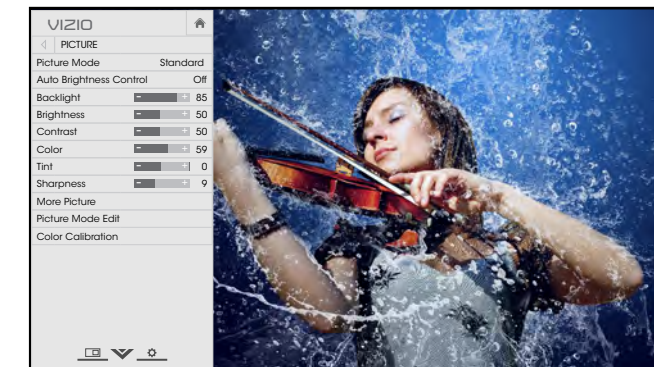 VIZIO
PICTURE
Picture Mode Standard
Auto Brightness Control Off
Backlight - + 85
Brightness - + 50
Contrast - + 50
Color - + 59
Tint - + 0
Sharpness - + 9
More Picture
Picture Mode Edit
Color Calibration